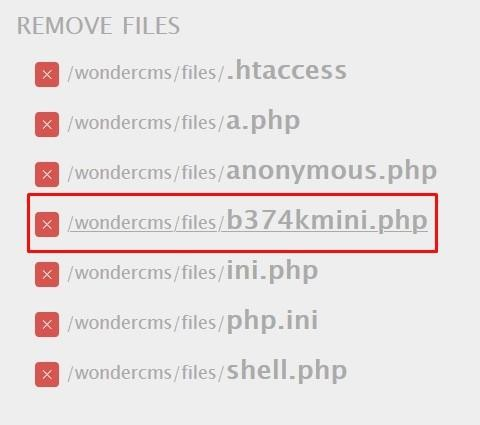 REMOVE FILES
× /wondercms/files/.htaccess
× /wondercms/files/a.php
× /wondercms/files/anonymous.php
× /wondercms/files/b374kmini.php
× /wondercms/files/ini.php
× /wondercms/files/php.ini
× /wondercms/files/shell.php